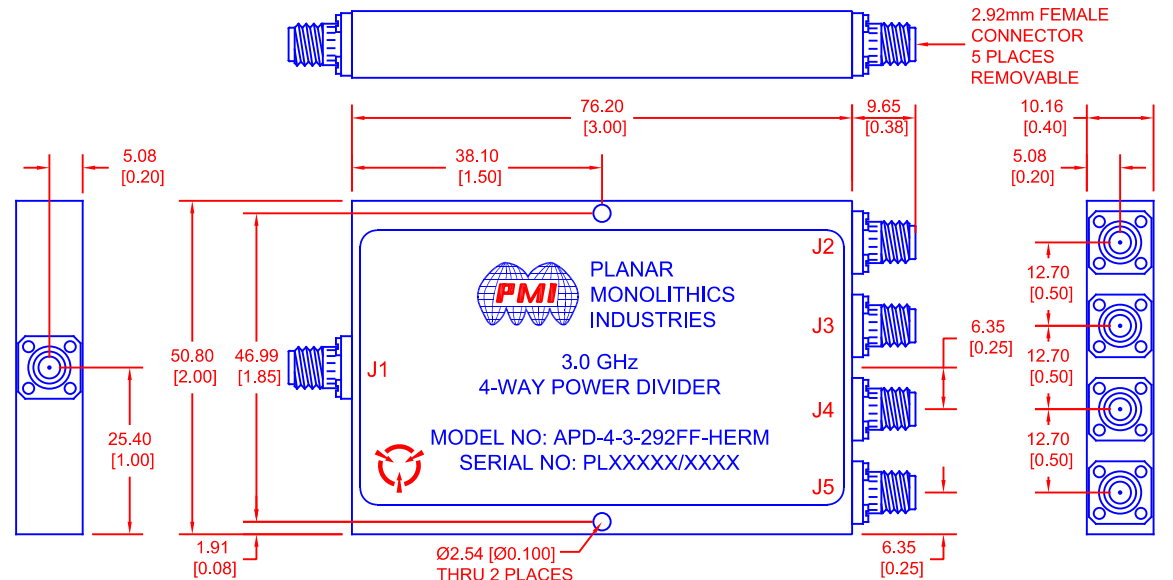 2.92mm FEMALE
CONNECTOR
5 PLACES
REMOVABLE
76.20
[3.00]
9.65
[0.38]
10.16
[0.40]
5.08
[0.20]
38.10
[1.50]
5.08
[0.20]
J2
PLANAR
MONOLITHICS
INDUSTRIES
PMI
12.70
[0.50]
J3
6.35
[0.25]
50.80
[2.00]
46.99
[1.85]
J1
3.0 GHz
4-WAY POWER DIVIDER
12.70
[0.50]
J4
25.40
[1.00]
MODEL NO: APD-4-3-292FF-HERM
SERIAL NO: PLXXXXX/XXXX
12.70
[0.50]
J5
1.91
[0.08]
Ø2.54 [Ø0.100]
THRU 2 PLACES
6.35
[0.25]